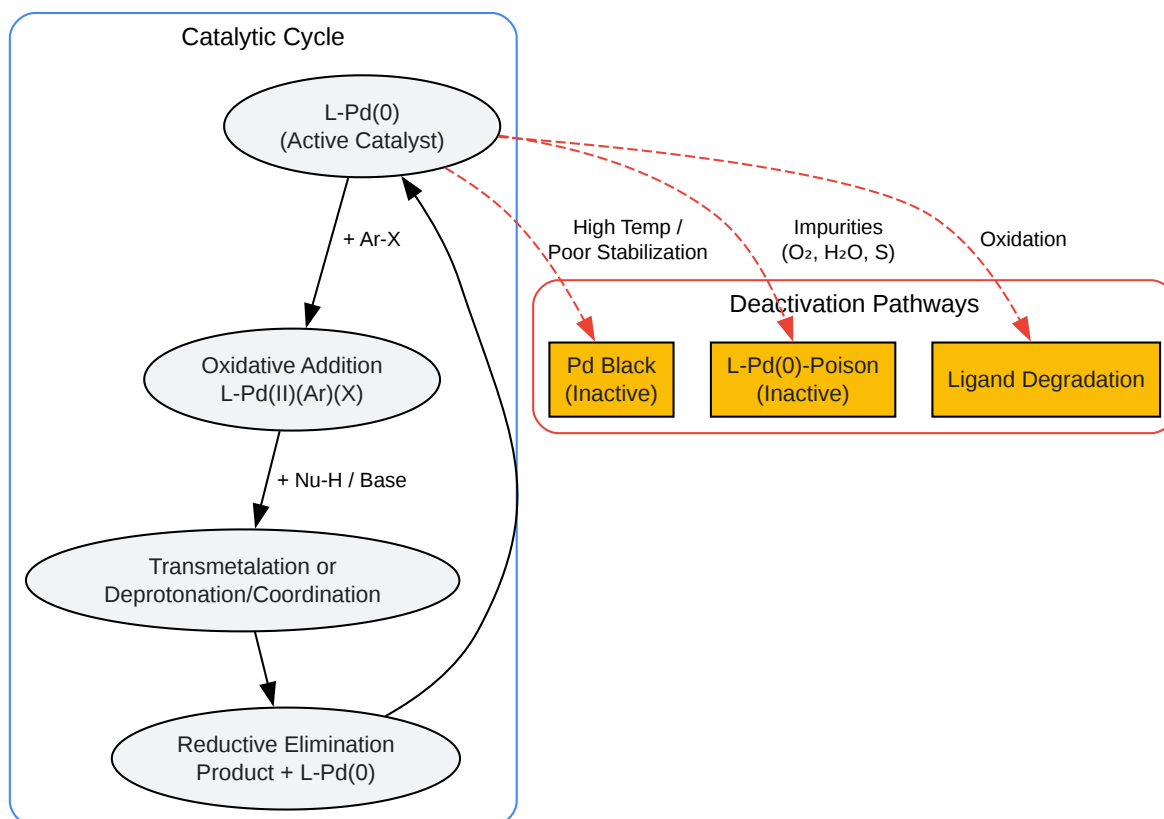 Catalytic Cycle
L-Pd(0)
(Active Catalyst)
+ Ar-X
Oxidative Addition
L-Pd(II)(Ar)(X)
+ Nu-H / Base
Transmetalation or
Deprotonation/Coordination
Reductive Elimination
Product + L-Pd(0)
High Temp /
Poor Stabilization
Impurities
(O₂, H₂O, S)
Oxidation
Deactivation Pathways
Pd Black
(Inactive)
L-Pd(0)-Poison
(Inactive)
Ligand Degradation